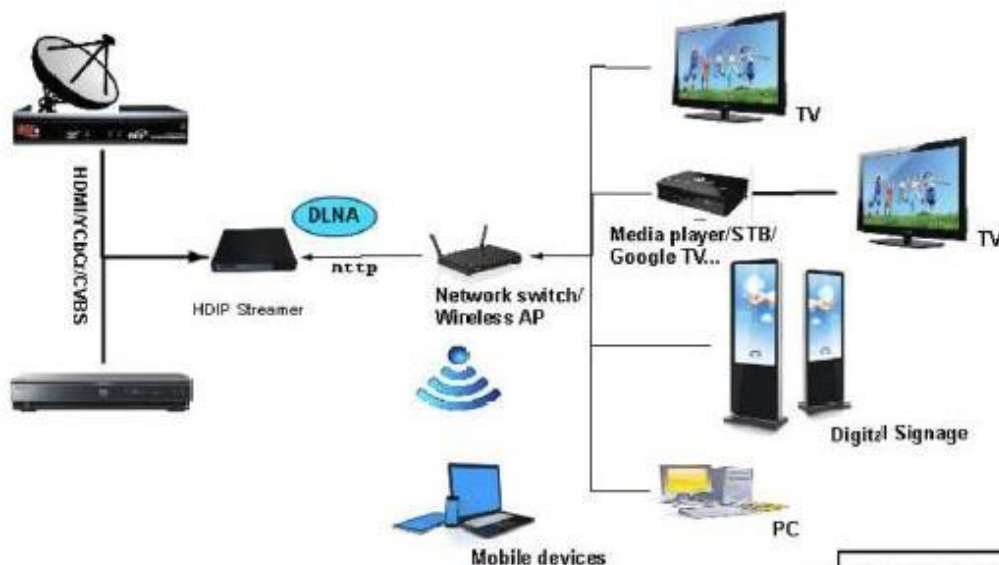 TV
HDMI/YCbCr/CVBS
DLNA
http
HDIP Streamer
Network switch/
Wireless AP
Media player/STB/
Google TV...
TV
Digital Signage
PC
Mobile devices